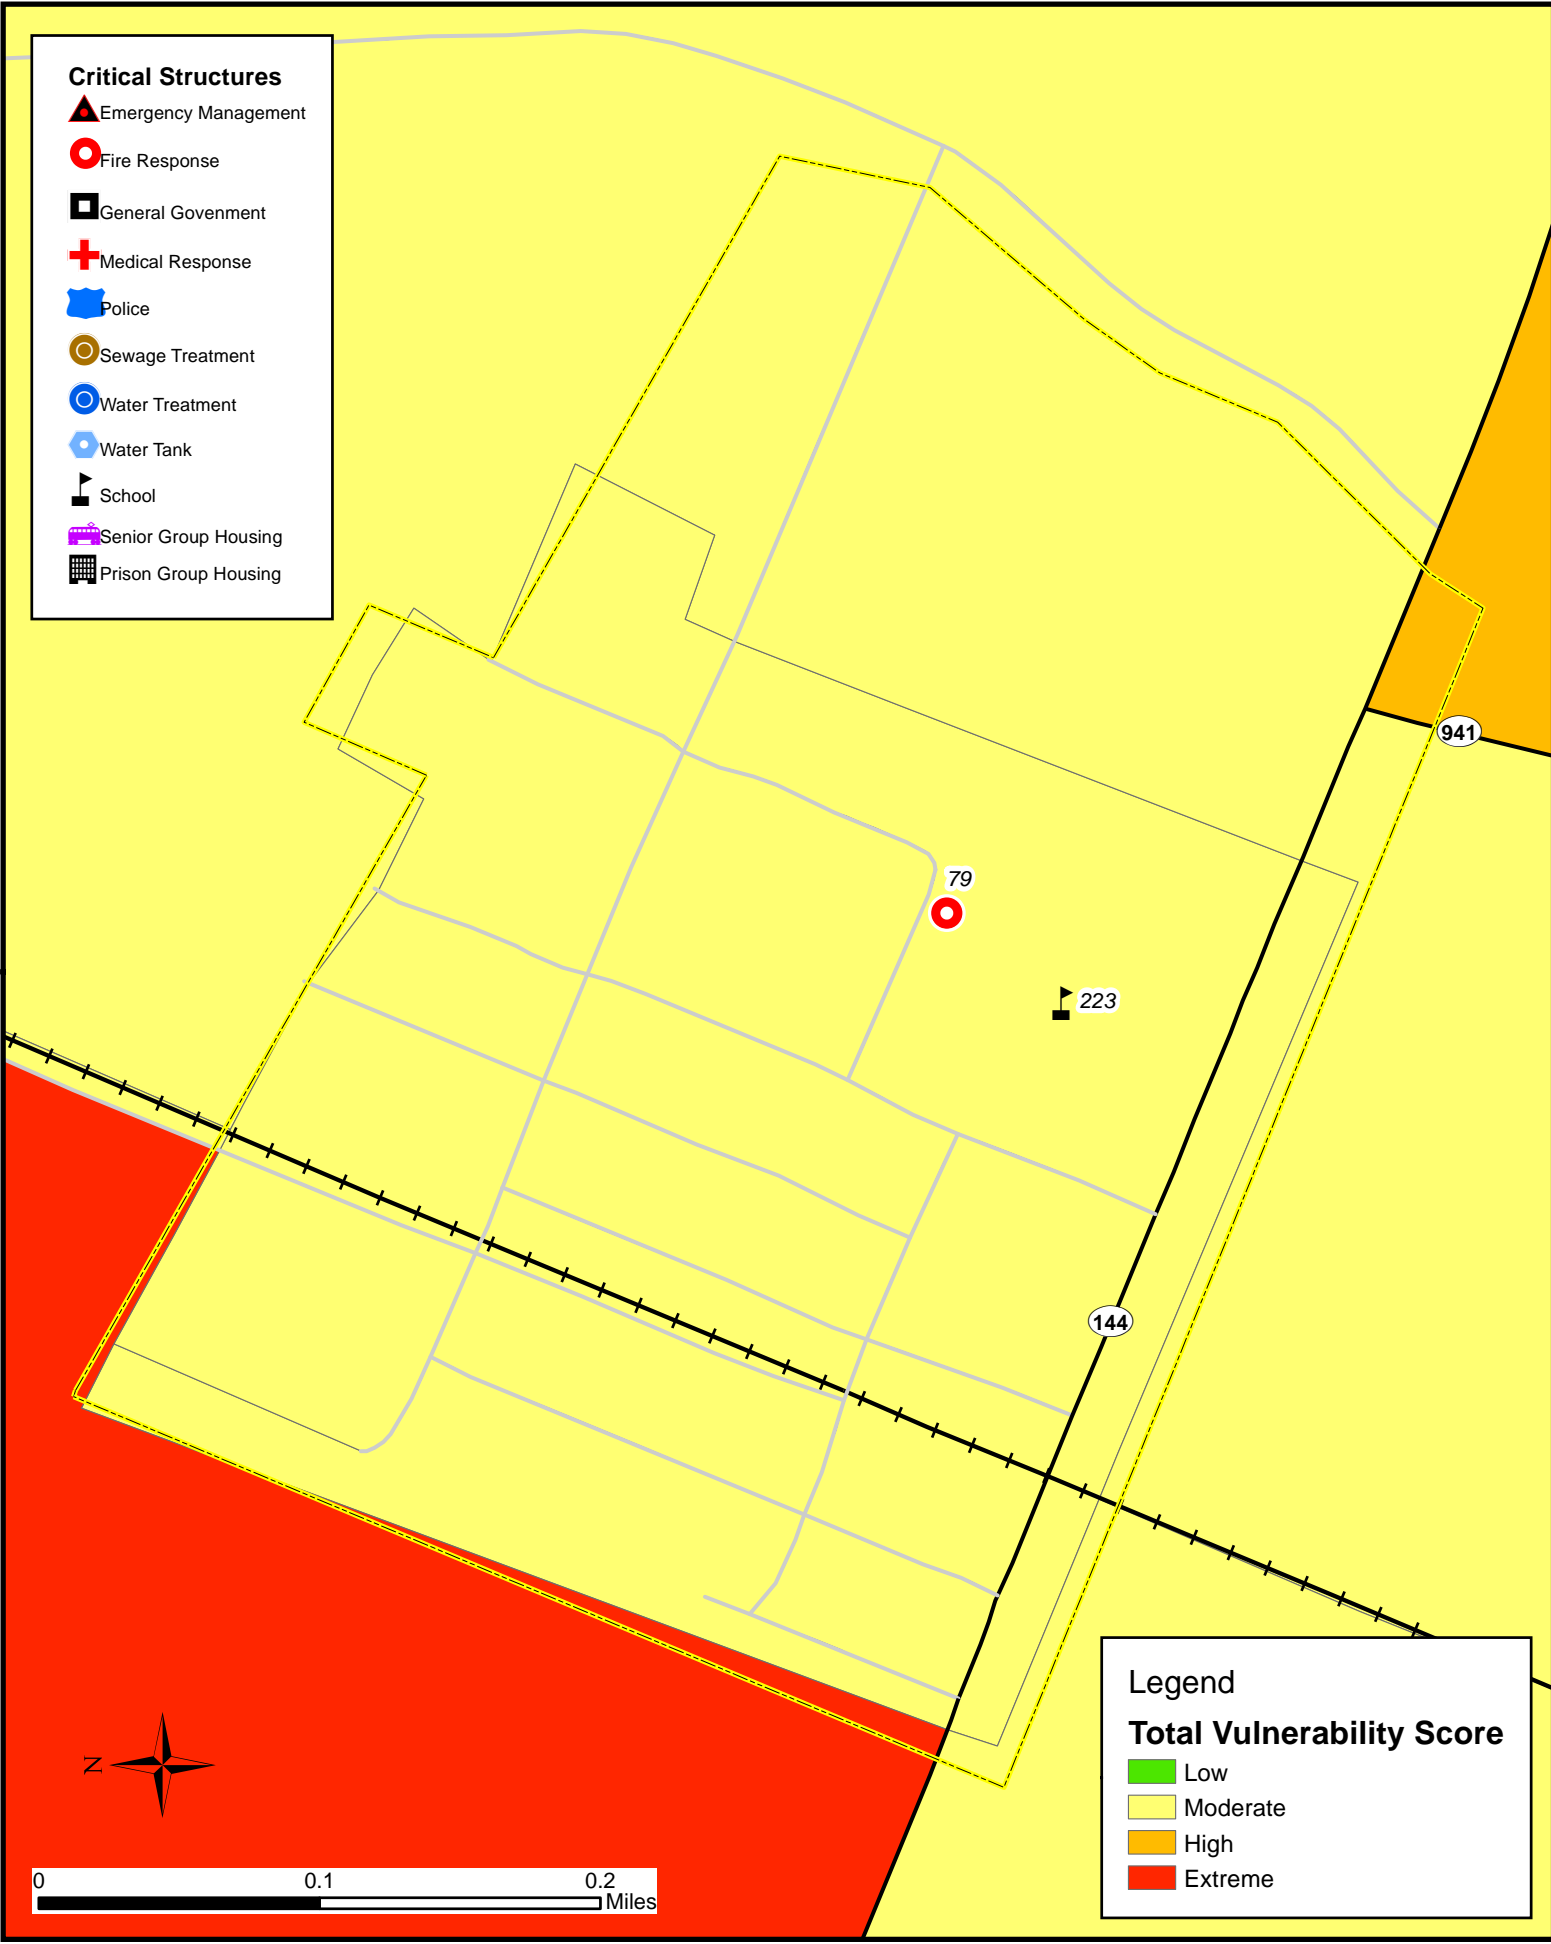 Critical Structures
Emergency Management
Fire Response
General Govenment
Medical Response
Police
Sewage Treatment
Water Treatment
Water Tank
School
Senior Group Housing
Prison Group Housing
941
79
223
144
Legend
Total Vulnerability Score
Low
Moderate
High
Extreme
N
0 0.1 0.2
Miles